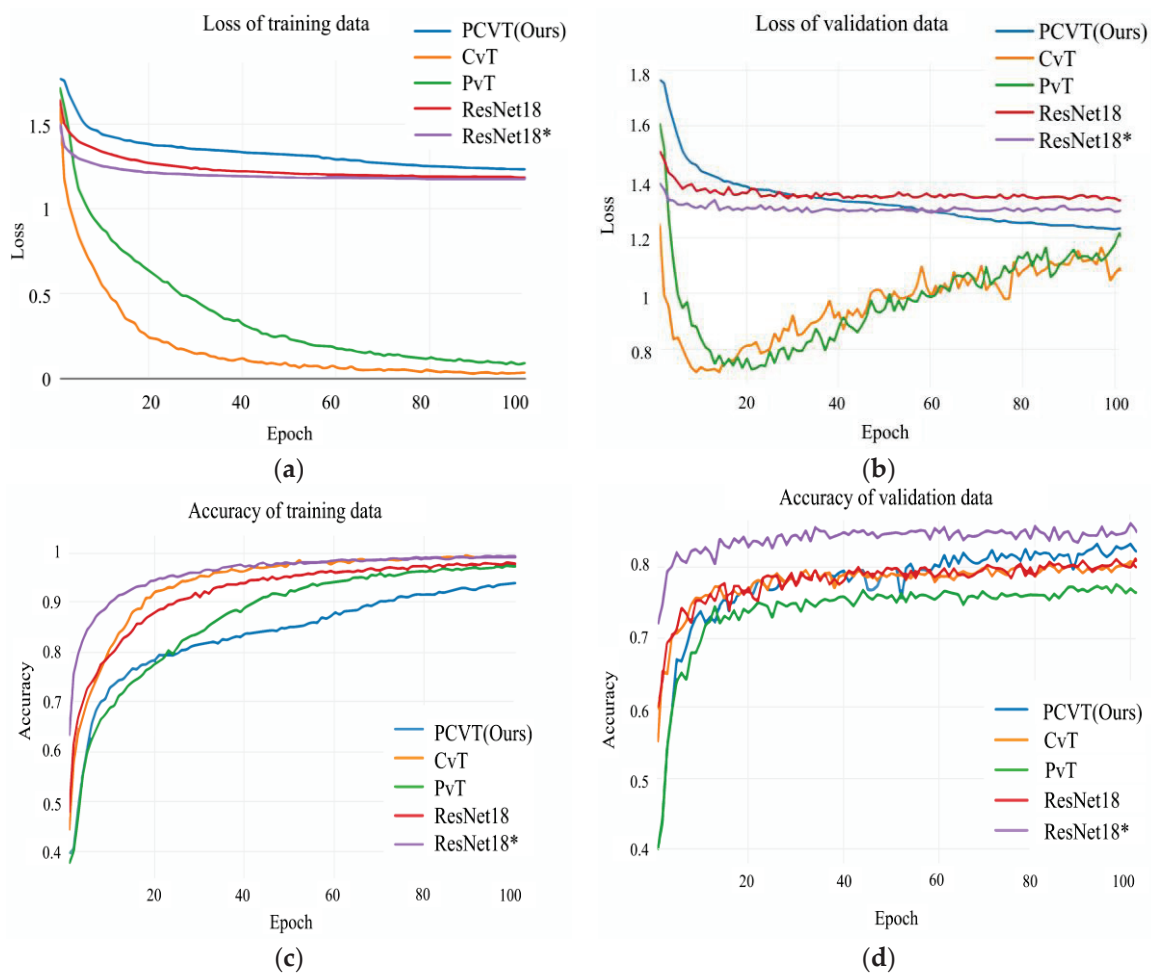 (a)
Loss of training data
PCVT(Ours)
CvT
PvT
ResNet18
ResNet18*
1.5
1
0.5
0
Loss
20
40
60
80
100
Epoch
(a)
(b)
Loss of validation data
PCVT(Ours)
CvT
PvT
ResNet18
ResNet18*
1.8
1.6
1.4
1.2
1
0.8
Loss
20
40
60
80
100
Epoch
(b)
Accuracy of training data
1
0.9
0.8
0.7
0.6
0.5
0.4
Accuracy
PCVT(Ours)
CvT
PvT
ResNet18
ResNet18*
20
40
60
80
100
Epoch
(c)
Accuracy of validation data
0.8
0.7
0.6
0.5
0.4
Accuracy
PCVT(Ours)
CvT
PvT
ResNet18
ResNet18*
20
40
60
80
100
Epoch
(d)